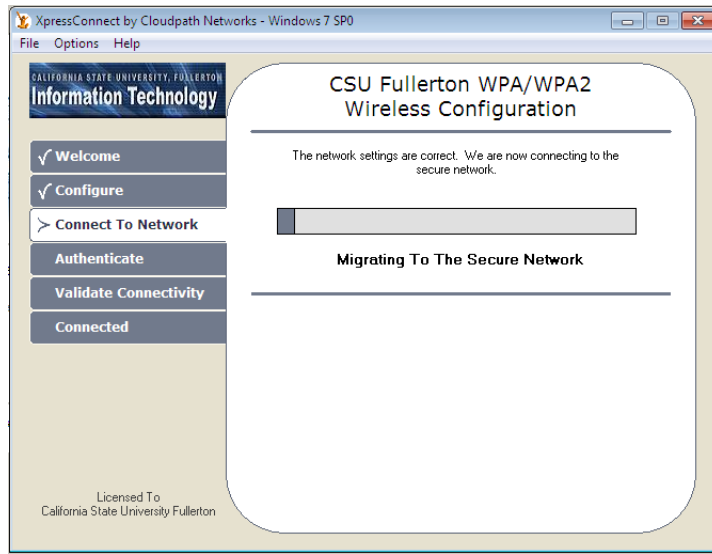 XpressConnect by Cloudpath Networks - Windows 7 SP0
File Options Help
CALIFORNIA STATE UNIVERSITY, FULLERTON
Information Technology
CSU Fullerton WPA/WPA2
Wireless Configuration
√ Welcome
√ Configure
> Connect To Network
Authenticate
Validate Connectivity
Connected
The network settings are correct. We are now connecting to the
secure network.
Migrating To The Secure Network
Licensed To
California State University Fullerton